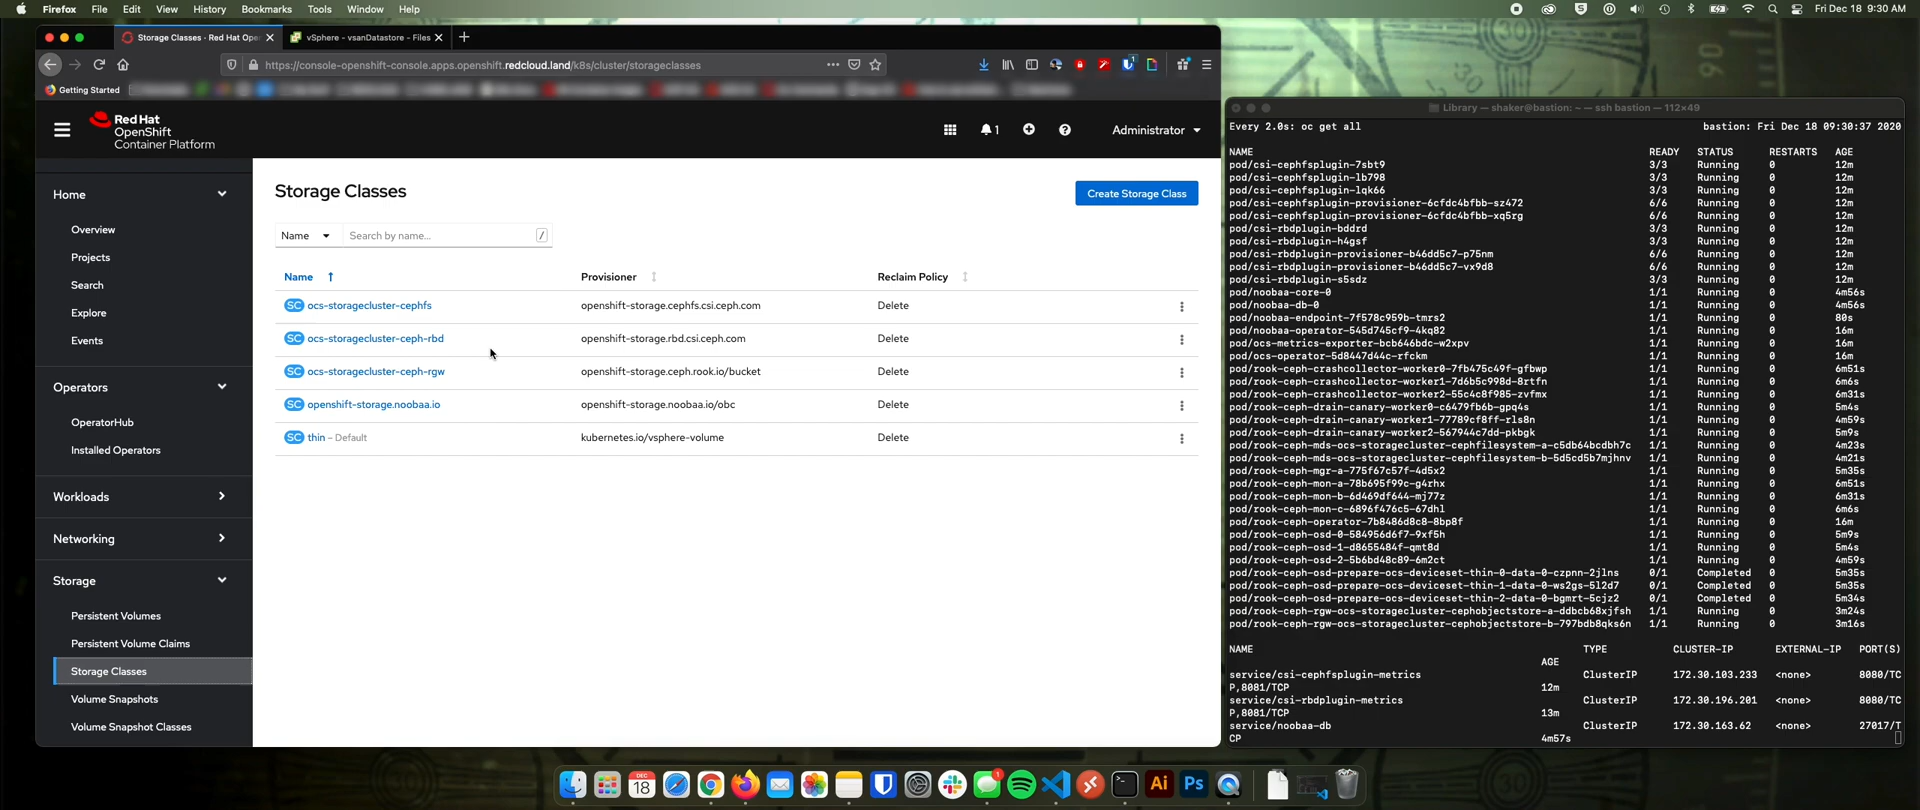 Firefox File Edit View History Bookmarks Tools Window Help
Fri Dec 18 9:30 AM
Storage Classes · Red Hat Ope
vSphere - vsanDatastore - Files
https://console-openshift-console.apps.openshift.redcloud.land/k8s/cluster/storageclasses
Getting Started
Red Hat
OpenShift
Container Platform
1
Administrator
Home
Overview
Projects
Search
Explore
Events
Operators
OperatorHub
Installed Operators
Workloads
Networking
Storage
Persistent Volumes
Persistent Volume Claims
Storage Classes
Volume Snapshots
Volume Snapshot Classes
Storage Classes
Create Storage Class
Name Search by name... /
Name Provisioner Reclaim Policy
SC ocs-storagecluster-cephfs openshift-storage.cephfs.csi.ceph.com Delete
SC ocs-storagecluster-ceph-rbd openshift-storage.rbd.csi.ceph.com Delete
SC ocs-storagecluster-ceph-rgw openshift-storage.ceph.rook.io/bucket Delete
SC openshift-storage.noobaa.io openshift-storage.noobaa.io/obc Delete
SC thin – Default kubernetes.io/vsphere-volume Delete
Library — shaker@bastion: ~ — ssh bastion — 112×49
Every 2.0s: oc get all bastion: Fri Dec 18 09:30:37 2020
NAME READY STATUS RESTARTS AGE
pod/csi-cephfsplugin-7sbt9 3/3 Running 0 12m
pod/csi-cephfsplugin-lb798 3/3 Running 0 12m
pod/csi-cephfsplugin-lqk66 3/3 Running 0 12m
pod/csi-cephfsplugin-provisioner-6cfdc4bfbb-sz472 6/6 Running 0 12m
pod/csi-cephfsplugin-provisioner-6cfdc4bfbb-xq5rg 6/6 Running 0 12m
pod/csi-rbdplugin-bddrd 3/3 Running 0 12m
pod/csi-rbdplugin-h4gsf 3/3 Running 0 12m
pod/csi-rbdplugin-provisioner-b46dd5c7-p75nm 6/6 Running 0 12m
pod/csi-rbdplugin-provisioner-b46dd5c7-vx9d8 6/6 Running 0 12m
pod/csi-rbdplugin-s5sdz 3/3 Running 0 12m
pod/noobaa-core-0 1/1 Running 0 4m56s
pod/noobaa-db-0 1/1 Running 0 4m56s
pod/noobaa-endpoint-7f578c959b-tmrs2 1/1 Running 0 80s
pod/noobaa-operator-545d745cf9-4kq82 1/1 Running 0 16m
pod/ocs-metrics-exporter-bcb646bdc-w2xpv 1/1 Running 0 16m
pod/ocs-operator-5d8447d44c-rfckm 1/1 Running 0 16m
pod/rook-ceph-crashcollector-worker0-7fb475c49f-gfbwp 1/1 Running 0 6m51s
pod/rook-ceph-crashcollector-worker1-7d6b5c998d-8rtfn 1/1 Running 0 6m6s
pod/rook-ceph-crashcollector-worker2-55c4c8f985-zvfmx 1/1 Running 0 6m31s
pod/rook-ceph-drain-canary-worker0-c6479fb6b-gpq4s 1/1 Running 0 5m4s
pod/rook-ceph-drain-canary-worker1-77789cf8ff-rls8n 1/1 Running 0 4m59s
pod/rook-ceph-drain-canary-worker2-567944c7dd-pkbgk 1/1 Running 0 5m9s
pod/rook-ceph-mds-ocs-storagecluster-cephfilesystem-a-c5db64bcdbh7c 1/1 Running 0 4m23s
pod/rook-ceph-mds-ocs-storagecluster-cephfilesystem-b-5d5cd5b7mjhnv 1/1 Running 0 4m21s
pod/rook-ceph-mgr-a-775f67c57f-4d5x2 1/1 Running 0 5m35s
pod/rook-ceph-mon-a-78b695f99c-g4rhx 1/1 Running 0 6m51s
pod/rook-ceph-mon-b-6d469df644-mj77z 1/1 Running 0 6m31s
pod/rook-ceph-mon-c-6896f476c5-67dhl 1/1 Running 0 6m6s
pod/rook-ceph-operator-7b8486d8c8-8bp8f 1/1 Running 0 16m
pod/rook-ceph-osd-0-584956d6f7-9xf5h 1/1 Running 0 5m9s
pod/rook-ceph-osd-1-d8655484f-qmt8d 1/1 Running 0 5m4s
pod/rook-ceph-osd-2-5b6bd48c89-6m2ct 1/1 Running 0 4m59s
pod/rook-ceph-osd-prepare-ocs-deviceset-thin-0-data-0-czpnn-2jlns 0/1 Completed 0 5m35s
pod/rook-ceph-osd-prepare-ocs-deviceset-thin-1-data-0-ws2gs-5l2d7 0/1 Completed 0 5m35s
pod/rook-ceph-osd-prepare-ocs-deviceset-thin-2-data-0-bgmrt-5cjz2 0/1 Completed 0 5m34s
pod/rook-ceph-rgw-ocs-storagecluster-cephobjectstore-a-ddbcb68xjfsh 1/1 Running 0 3m24s
pod/rook-ceph-rgw-ocs-storagecluster-cephobjectstore-b-797bdb8qks6n 1/1 Running 0 3m16s
NAME TYPE CLUSTER-IP EXTERNAL-IP PORT(S)
AGE
service/csi-cephfsplugin-metrics ClusterIP 172.30.103.233 <none> 8080/TC
P,8081/TCP 12m
service/csi-rbdplugin-metrics ClusterIP 172.30.196.201 <none> 8080/TC
P,8081/TCP 13m
service/noobaa-db ClusterIP 172.30.163.62 <none> 27017/T
CP 4m57s
DEC
18
1
Ai
Ps